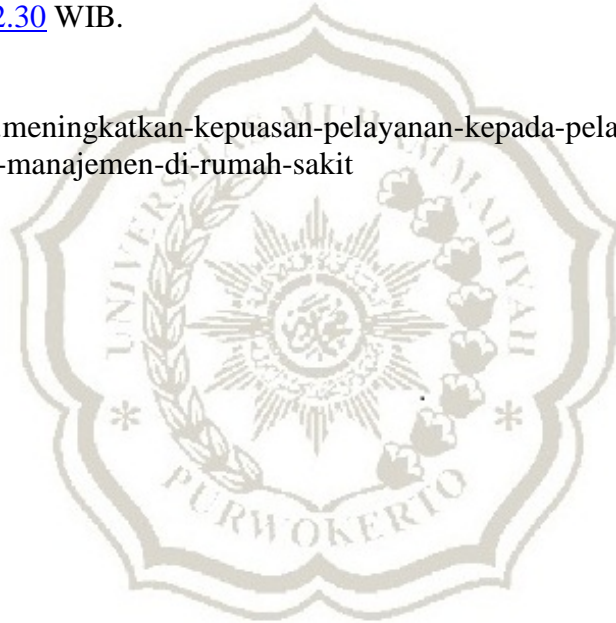 2.30 WIB.
.meningkatkan-kepuasan-pelayanan-kepada-pela
-manajemen-di-rumah-sakit
UNIVERSITAS MUHAMMADIYAH
PURWOKERTO